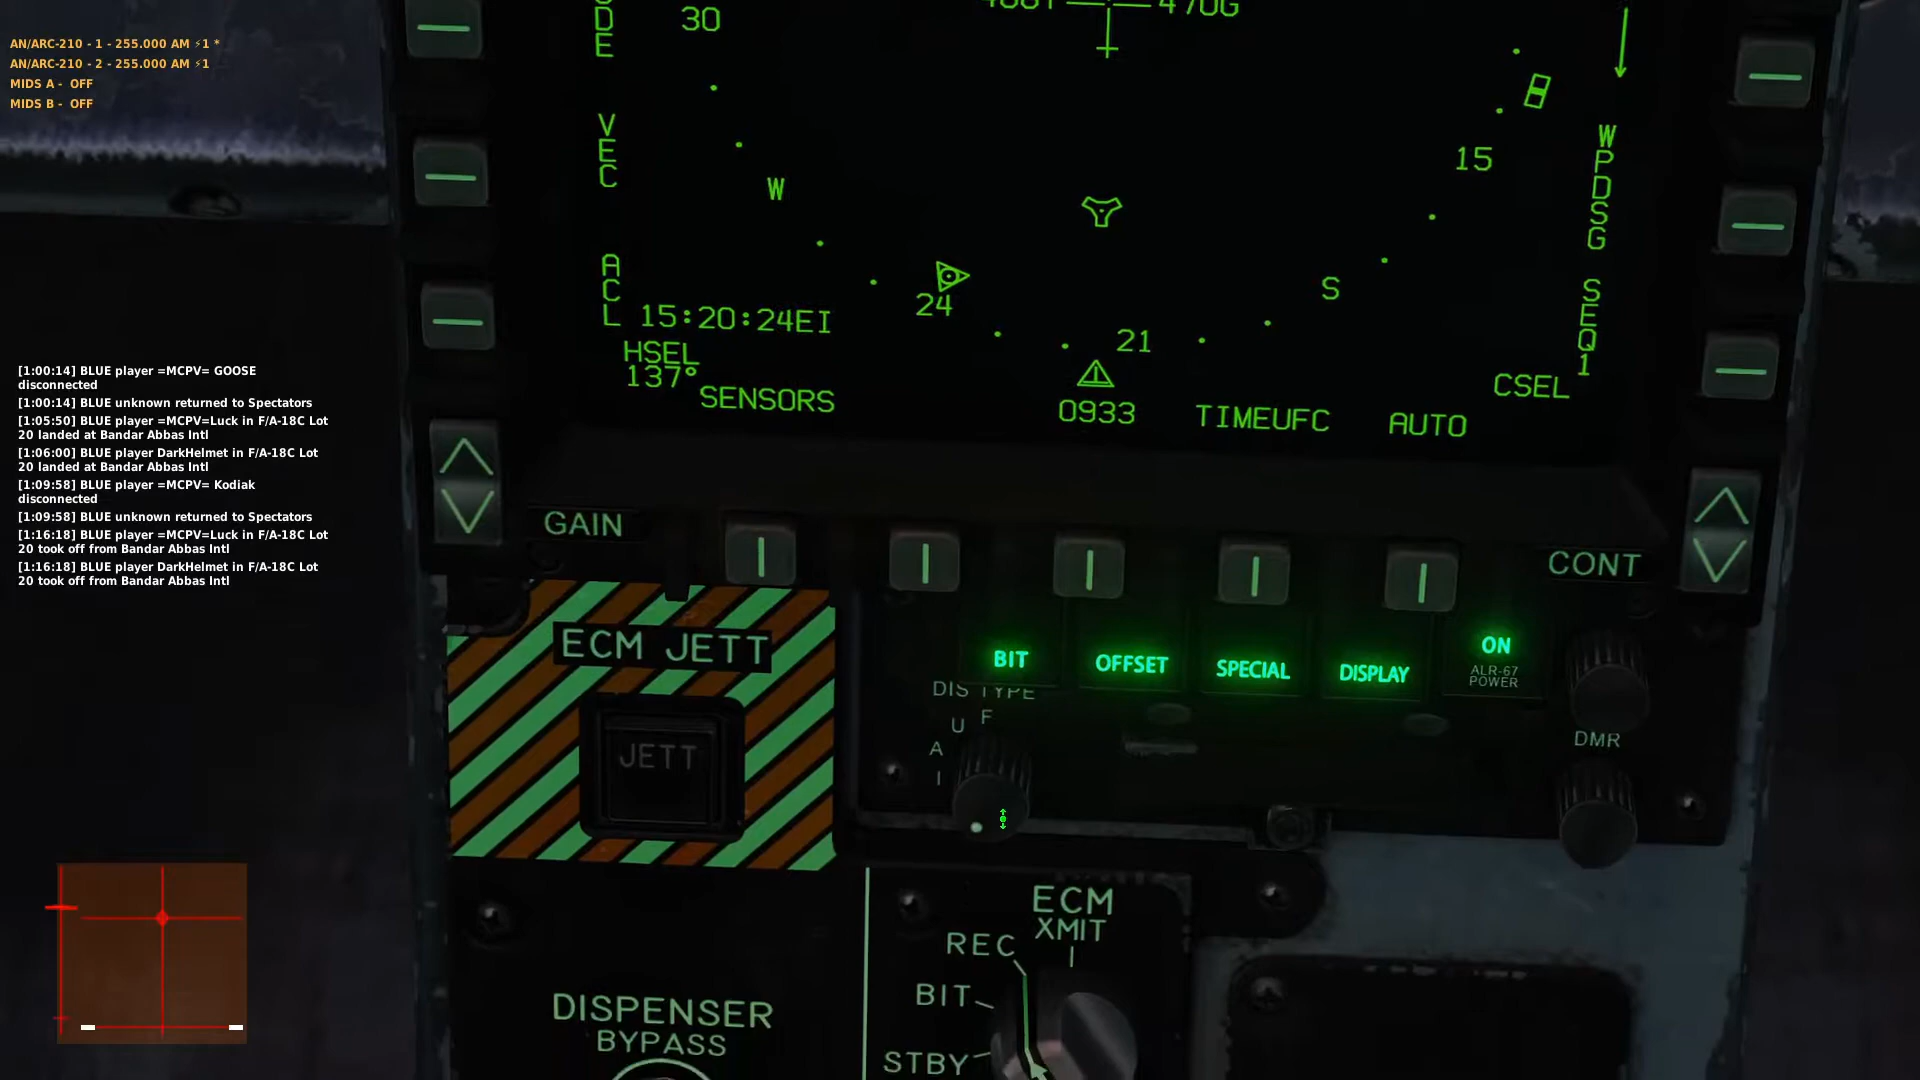 AN/ARC-210 - 1 - 255.000 AM ⚡1 *
AN/ARC-210 - 2 - 255.000 AM ⚡1
MIDS A -  OFF
MIDS B -  OFF
30
470G
VEC
W
15
WPDSG
ACL
24
S
SEQ
1
15:20:24EI
21
HSEL
137°
SENSORS
0933
TIMEUFC
AUTO
CSEL
[1:00:14] BLUE player =MCPV= GOOSE
disconnected
[1:00:14] BLUE unknown returned to Spectators
[1:05:50] BLUE player =MCPV=Luck in F/A-18C Lot
20 landed at Bandar Abbas Intl
[1:06:00] BLUE player DarkHelmet in F/A-18C Lot
20 landed at Bandar Abbas Intl
[1:09:58] BLUE player =MCPV= Kodiak
disconnected
[1:09:58] BLUE unknown returned to Spectators
[1:16:18] BLUE player =MCPV=Luck in F/A-18C Lot
20 took off from Bandar Abbas Intl
[1:16:18] BLUE player DarkHelmet in F/A-18C Lot
20 took off from Bandar Abbas Intl
GAIN
CONT
ECM JETT
JETT
BIT
OFFSET
SPECIAL
DISPLAY
ON
ALR-67
POWER
DIS TYPE
F
U
A
I
DMR
ECM
XMIT
REC
BIT
STBY
DISPENSER
BYPASS